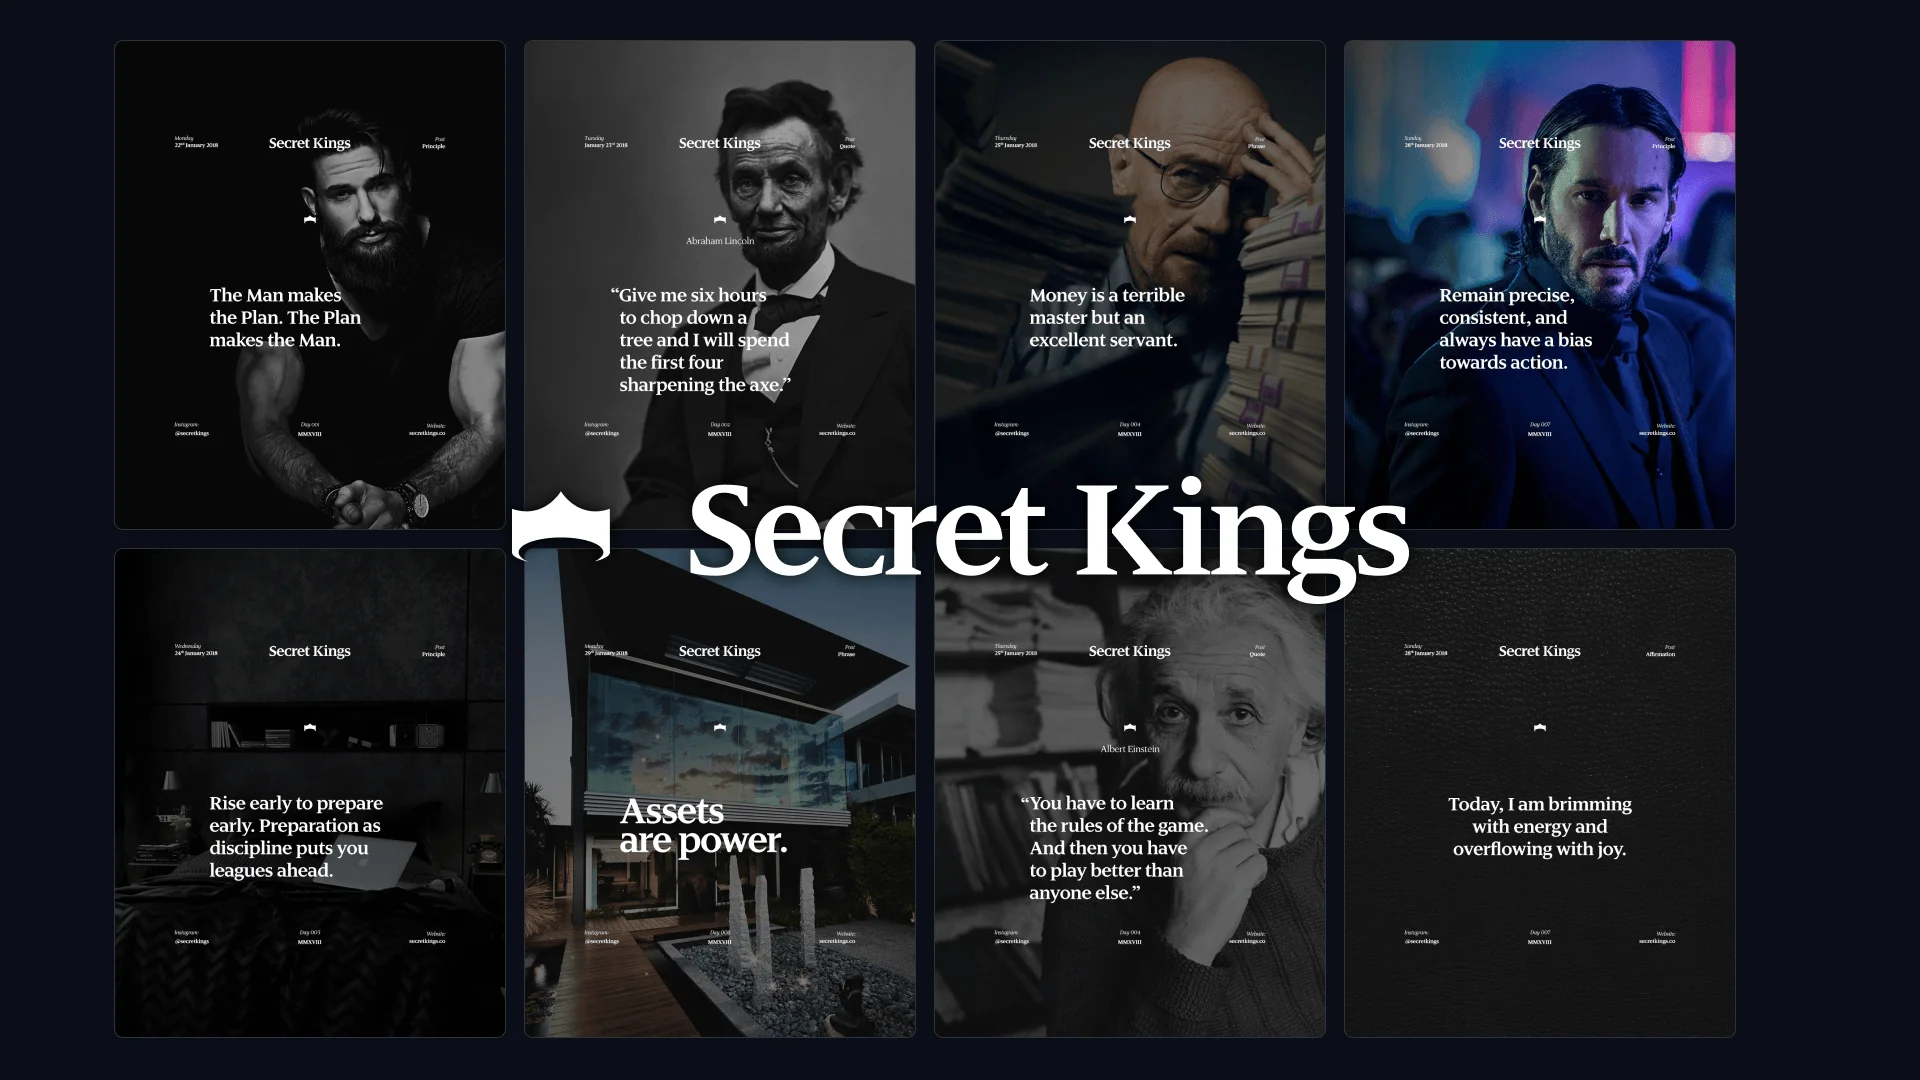 Monday
22nd January 2018
Secret Kings
Post
Principle
The Man makes
the Plan. The Plan
makes the Man.
Instagram:
@secretkings
Day 001
MMXVIII
Website:
secretkings.co
Tuesday
January 23rd 2018
Secret Kings
Post
Quote
Abraham Lincoln
“Give me six hours
to chop down a
tree and I will spend
the first four
sharpening the axe.”
Instagram:
@secretkings
Day 002
MMXVIII
Website:
secretkings.co
Thursday
25th January 2018
Secret Kings
Post
Phrase
Money is a terrible
master but an
excellent servant.
Instagram:
@secretkings
Day 004
MMXVIII
Website:
secretkings.co
Sunday
28th January 2018
Secret Kings
Post
Principle
Remain precise,
consistent, and
always have a bias
towards action.
Instagram:
@secretkings
Day 007
MMXVIII
Website:
secretkings.co
Secret Kings
Wednesday
24th January 2018
Secret Kings
Post
Principle
Rise early to prepare
early. Preparation as
discipline puts you
leagues ahead.
Instagram:
@secretkings
Day 003
MMXVIII
Website:
secretkings.co
Monday
29th January 2018
Secret Kings
Post
Phrase
Assets
are power.
Instagram:
@secretkings
MMXVIII
Website:
secretkings.co
Thursday
25th January 2018
Secret Kings
Post
Quote
Albert Einstein
“You have to learn
the rules of the game.
And then you have
to play better than
anyone else.”
Instagram:
@secretkings
Day 004
MMXVIII
Website:
secretkings.co
Sunday
28th January 2018
Secret Kings
Post
Affirmation
Today, I am brimming
with energy and
overflowing with joy.
Instagram:
@secretkings
Day 007
MMXVIII
Website:
secretkings.co